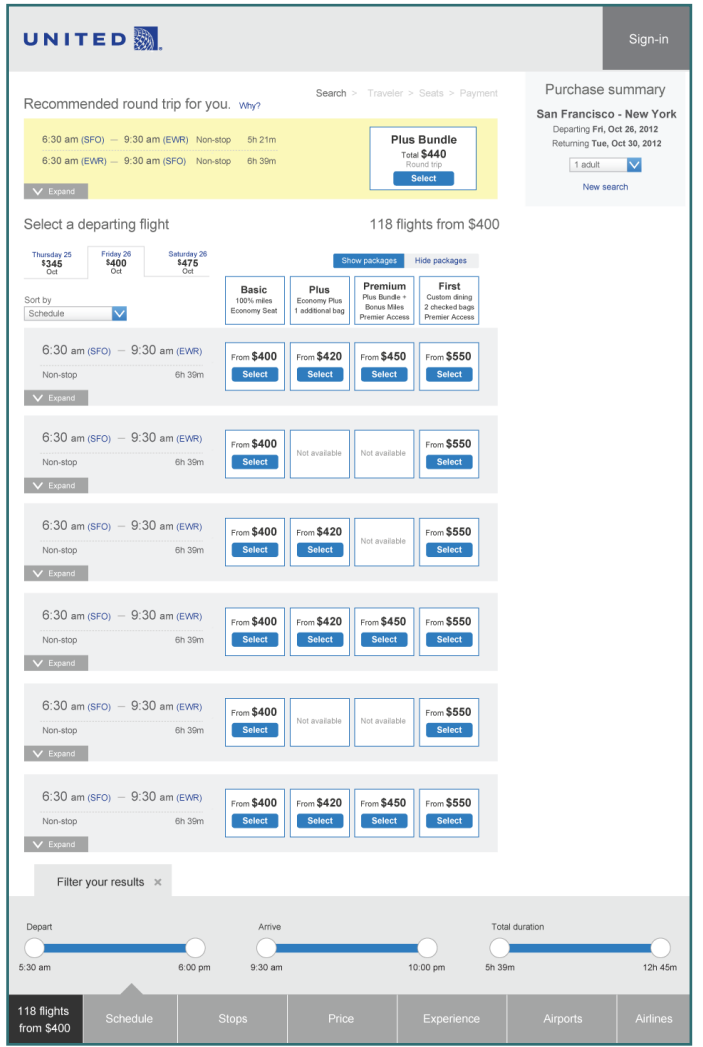 UNITED
Sign-in
Search > Traveler > Seats > Payment
Recommended round trip for you. Why?
6:30 am (SFO) — 9:30 am (EWR) Non-stop 5h 21m
6:30 am (EWR) — 9:30 am (SFO) Non-stop 6h 39m
Expand
Plus Bundle
Total $440
Round trip
Select
Purchase summary
San Francisco - New York
Departing Fri, Oct 26, 2012
Returning Tue, Oct 30, 2012
1 adult
New search
Select a departing flight
118 flights from $400
Thursday 25
$345
Oct
Friday 26
$400
Oct
Saturday 26
$475
Oct
Show packages
Hide packages
Sort by
Schedule
Basic
100% miles
Economy Seat
Plus
Economy Plus
1 additional bag
Premium
Plus Bundle +
Bonus Miles
Premier Access
First
Custom dining
2 checked bags
Premier Access
6:30 am (SFO) — 9:30 am (EWR)
Non-stop 6h 39m
Expand
From $400 From $420 From $450 From $550
Select Select Select Select
6:30 am (SFO) — 9:30 am (EWR)
Non-stop 6h 39m
Expand
From $400 Not available Not available From $550
Select Select
6:30 am (SFO) — 9:30 am (EWR)
Non-stop 6h 39m
Expand
From $400 From $420 Not available From $550
Select Select Select
6:30 am (SFO) — 9:30 am (EWR)
Non-stop 6h 39m
Expand
From $400 From $420 From $450 From $550
Select Select Select Select
6:30 am (SFO) — 9:30 am (EWR)
Non-stop 6h 39m
Expand
From $400 Not available Not available From $550
Select Select
6:30 am (SFO) — 9:30 am (EWR)
Non-stop 6h 39m
Expand
From $400 From $420 From $450 From $550
Select Select Select Select
Filter your results ×
Depart
5:30 am 6:00 pm
Arrive
9:30 am 10:00 pm
Total duration
5h 39m 12h 45m
118 flights
from $400
Schedule
Stops
Price
Experience
Airports
Airlines